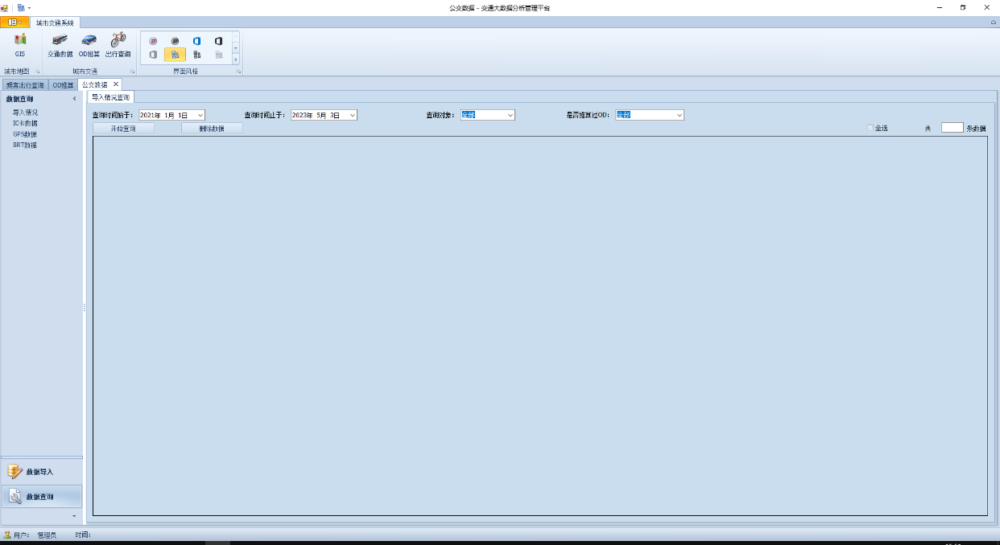 公交数据 - 交通大数据分析管理平台
城市交通系统
GIS
交通数据
OD推算
出行查询
城市地图
城市交通
界面风格
乘客出行查询
OD推算
公交数据
数据查询
导入情况
IC卡数据
GPS数据
BRT数据
导入情况查询
查询时间始于: 2021年 1月 1日
查询时间止于: 2023年 5月 3日
查询对象: 全部
是否推算过OD: 全部
开始查询
删除数据
全选
共 条数据
数据导入
数据查询
用户: 管理员 时间: